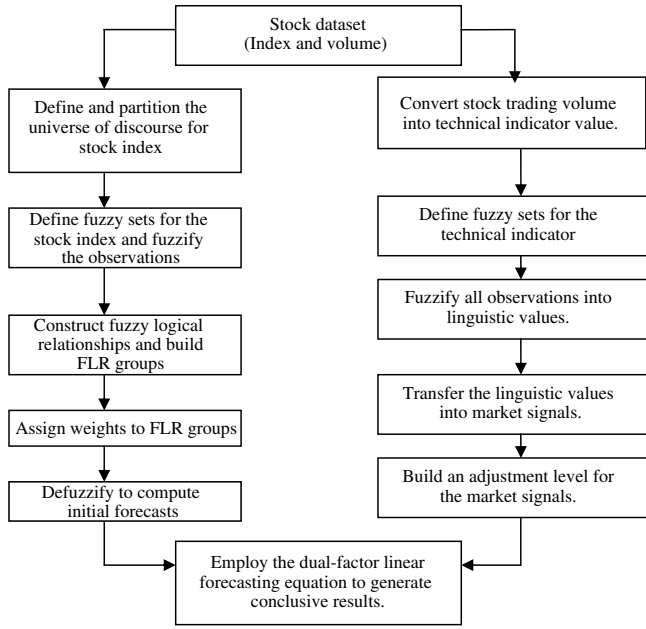 Stock dataset
(Index and volume)
Define and partition the
universe of discourse for
stock index
Define fuzzy sets for the
stock index and fuzzify
the observations
Construct fuzzy logical
relationships and build
FLR groups
Assign weights to FLR groups
Defuzzify to compute
initial forecasts
Convert stock trading volume
into technical indicator value.
Define fuzzy sets for the
technical indicator
Fuzzify all observations into
linguistic values.
Transfer the linguistic values
into market signals.
Build an adjustment level for
the market signals.
Employ the dual-factor linear
forecasting equation to generate
conclusive results.